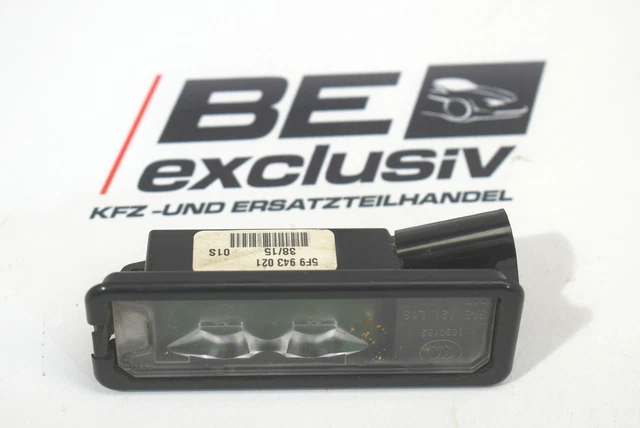 BE
exclusiv
KFZ -UND ERSATZTEILHANDEL
5F9 943 021
38/15 01S